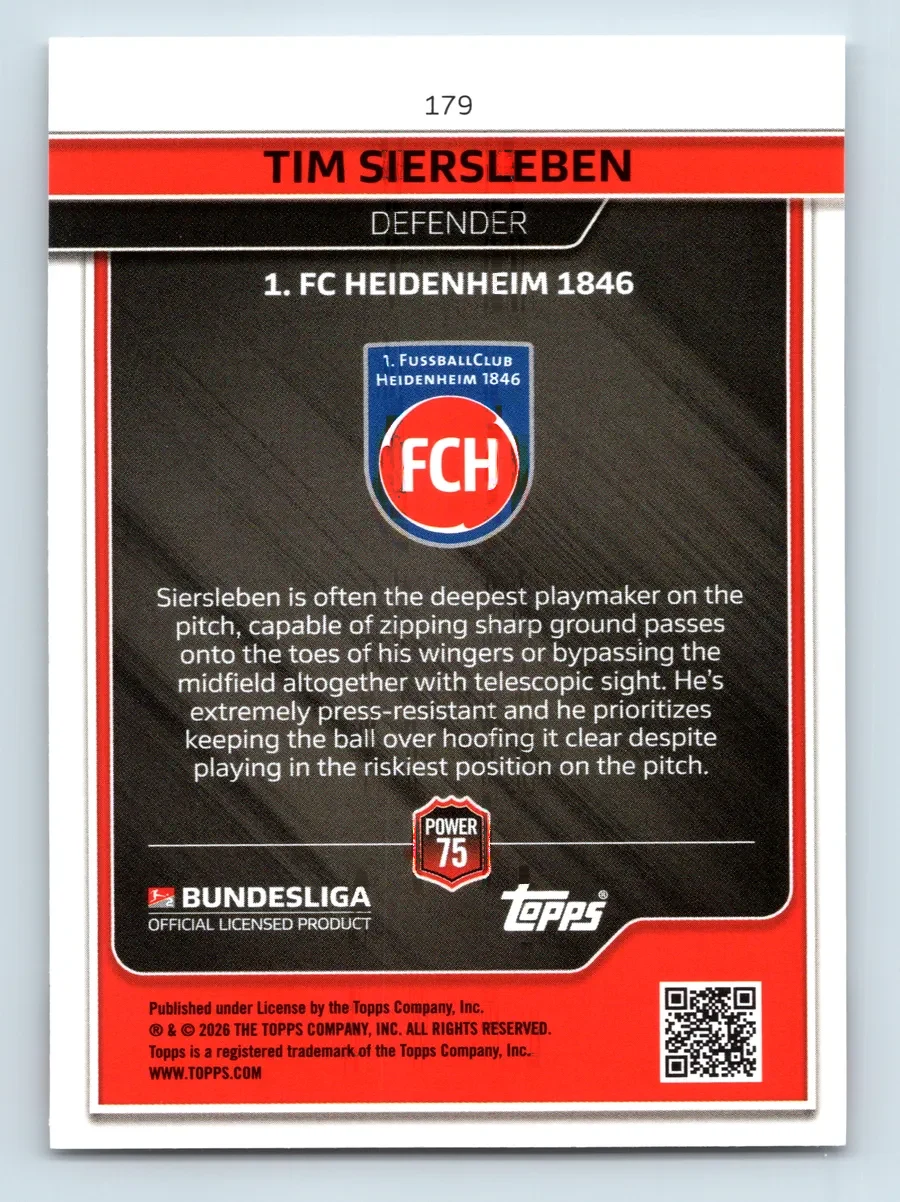 179
TIM SIERSLEBEN
DEFENDER
1. FC HEIDENHEIM 1846
1. FUSSBALLCLUB
HEIDENHEIM 1846
FCH
Siersleben is often the deepest playmaker on the
pitch, capable of zipping sharp ground passes
onto the toes of his wingers or bypassing the
midfield altogether with telescopic sight. He's
extremely press-resistant and he prioritizes
keeping the ball over hoofing it clear despite
playing in the riskiest position on the pitch.
POWER
75
2 BUNDESLIGA
OFFICIAL LICENSED PRODUCT
topps®
Published under License by the Topps Company, Inc.
® & © 2026 THE TOPPS COMPANY, INC. ALL RIGHTS RESERVED.
Topps is a registered trademark of the Topps Company, Inc.
WWW.TOPPS.COM